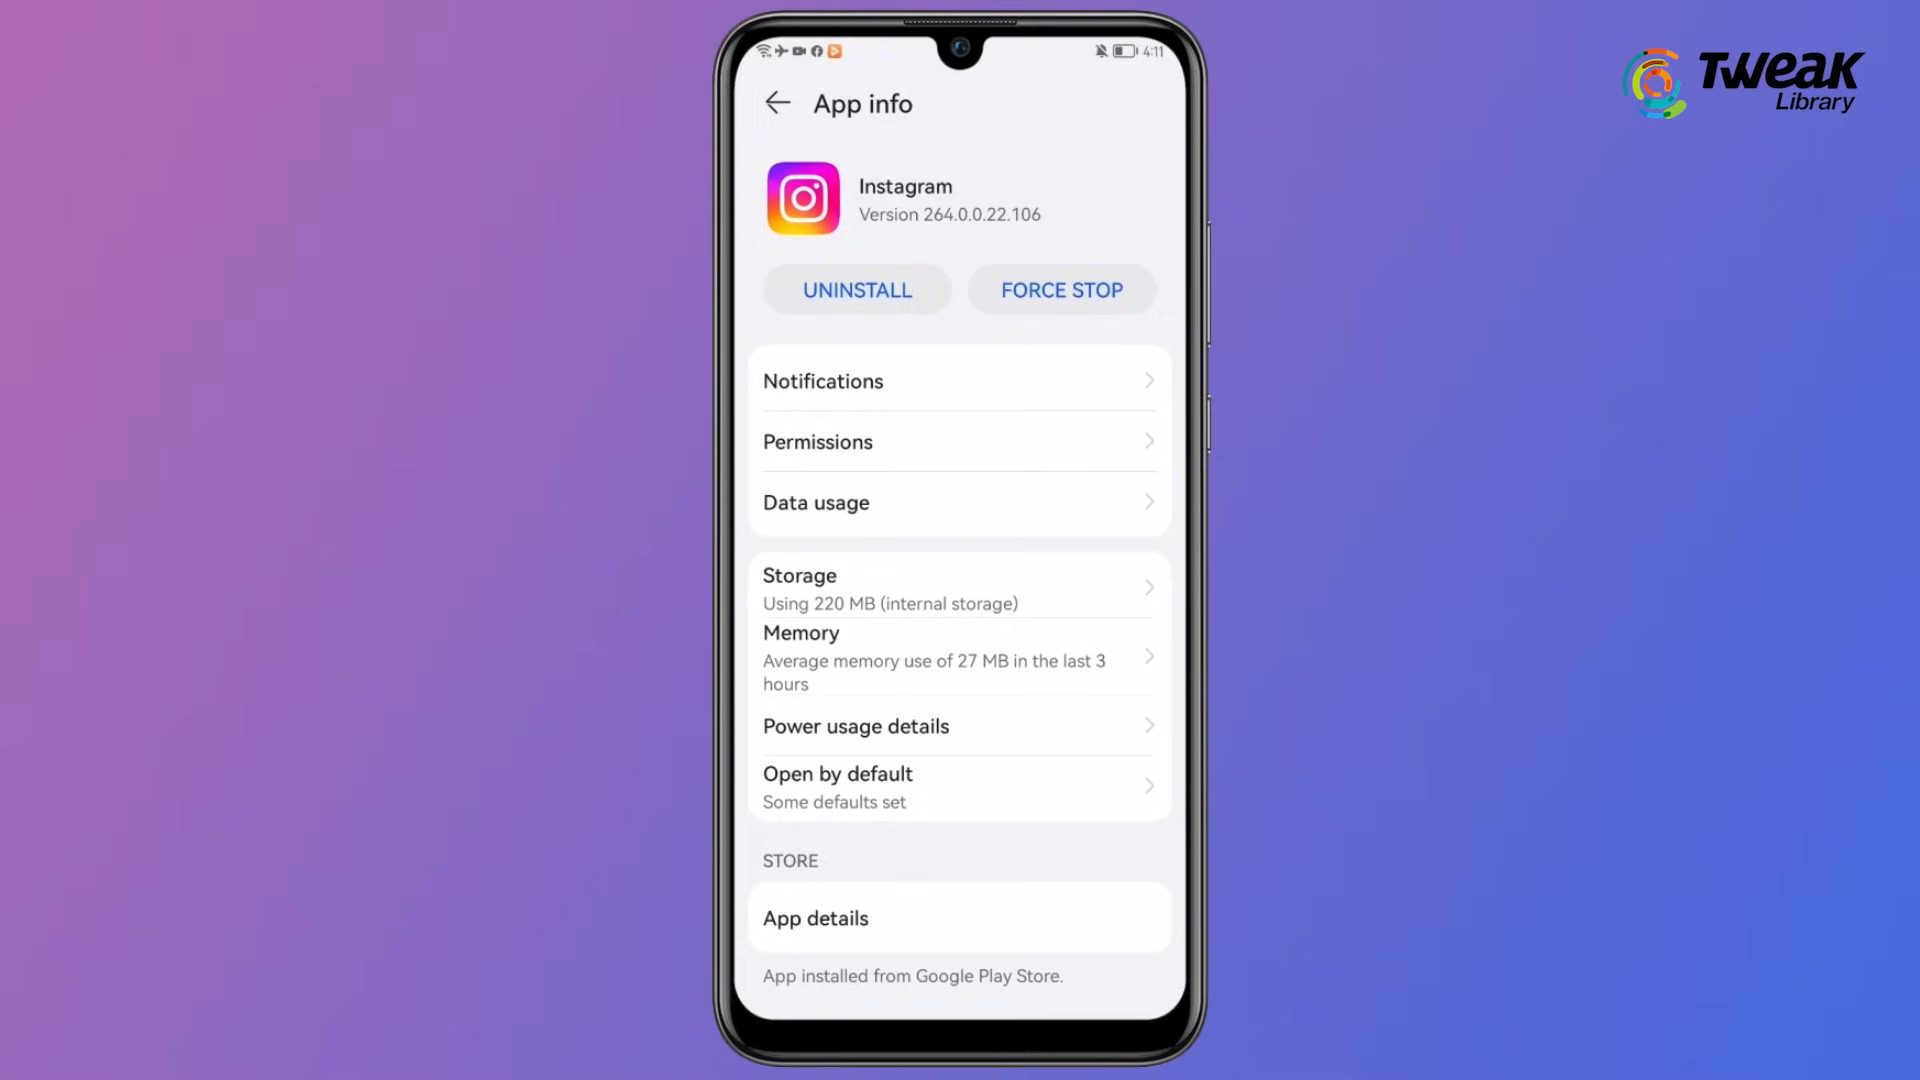 4:11
TWEAK
Library
App info
Instagram
Version 264.0.0.22.106
UNINSTALL
FORCE STOP
Notifications
Permissions
Data usage
Storage
Using 220 MB (internal storage)
Memory
Average memory use of 27 MB in the last 3
hours
Power usage details
Open by default
Some defaults set
STORE
App details
App installed from Google Play Store.